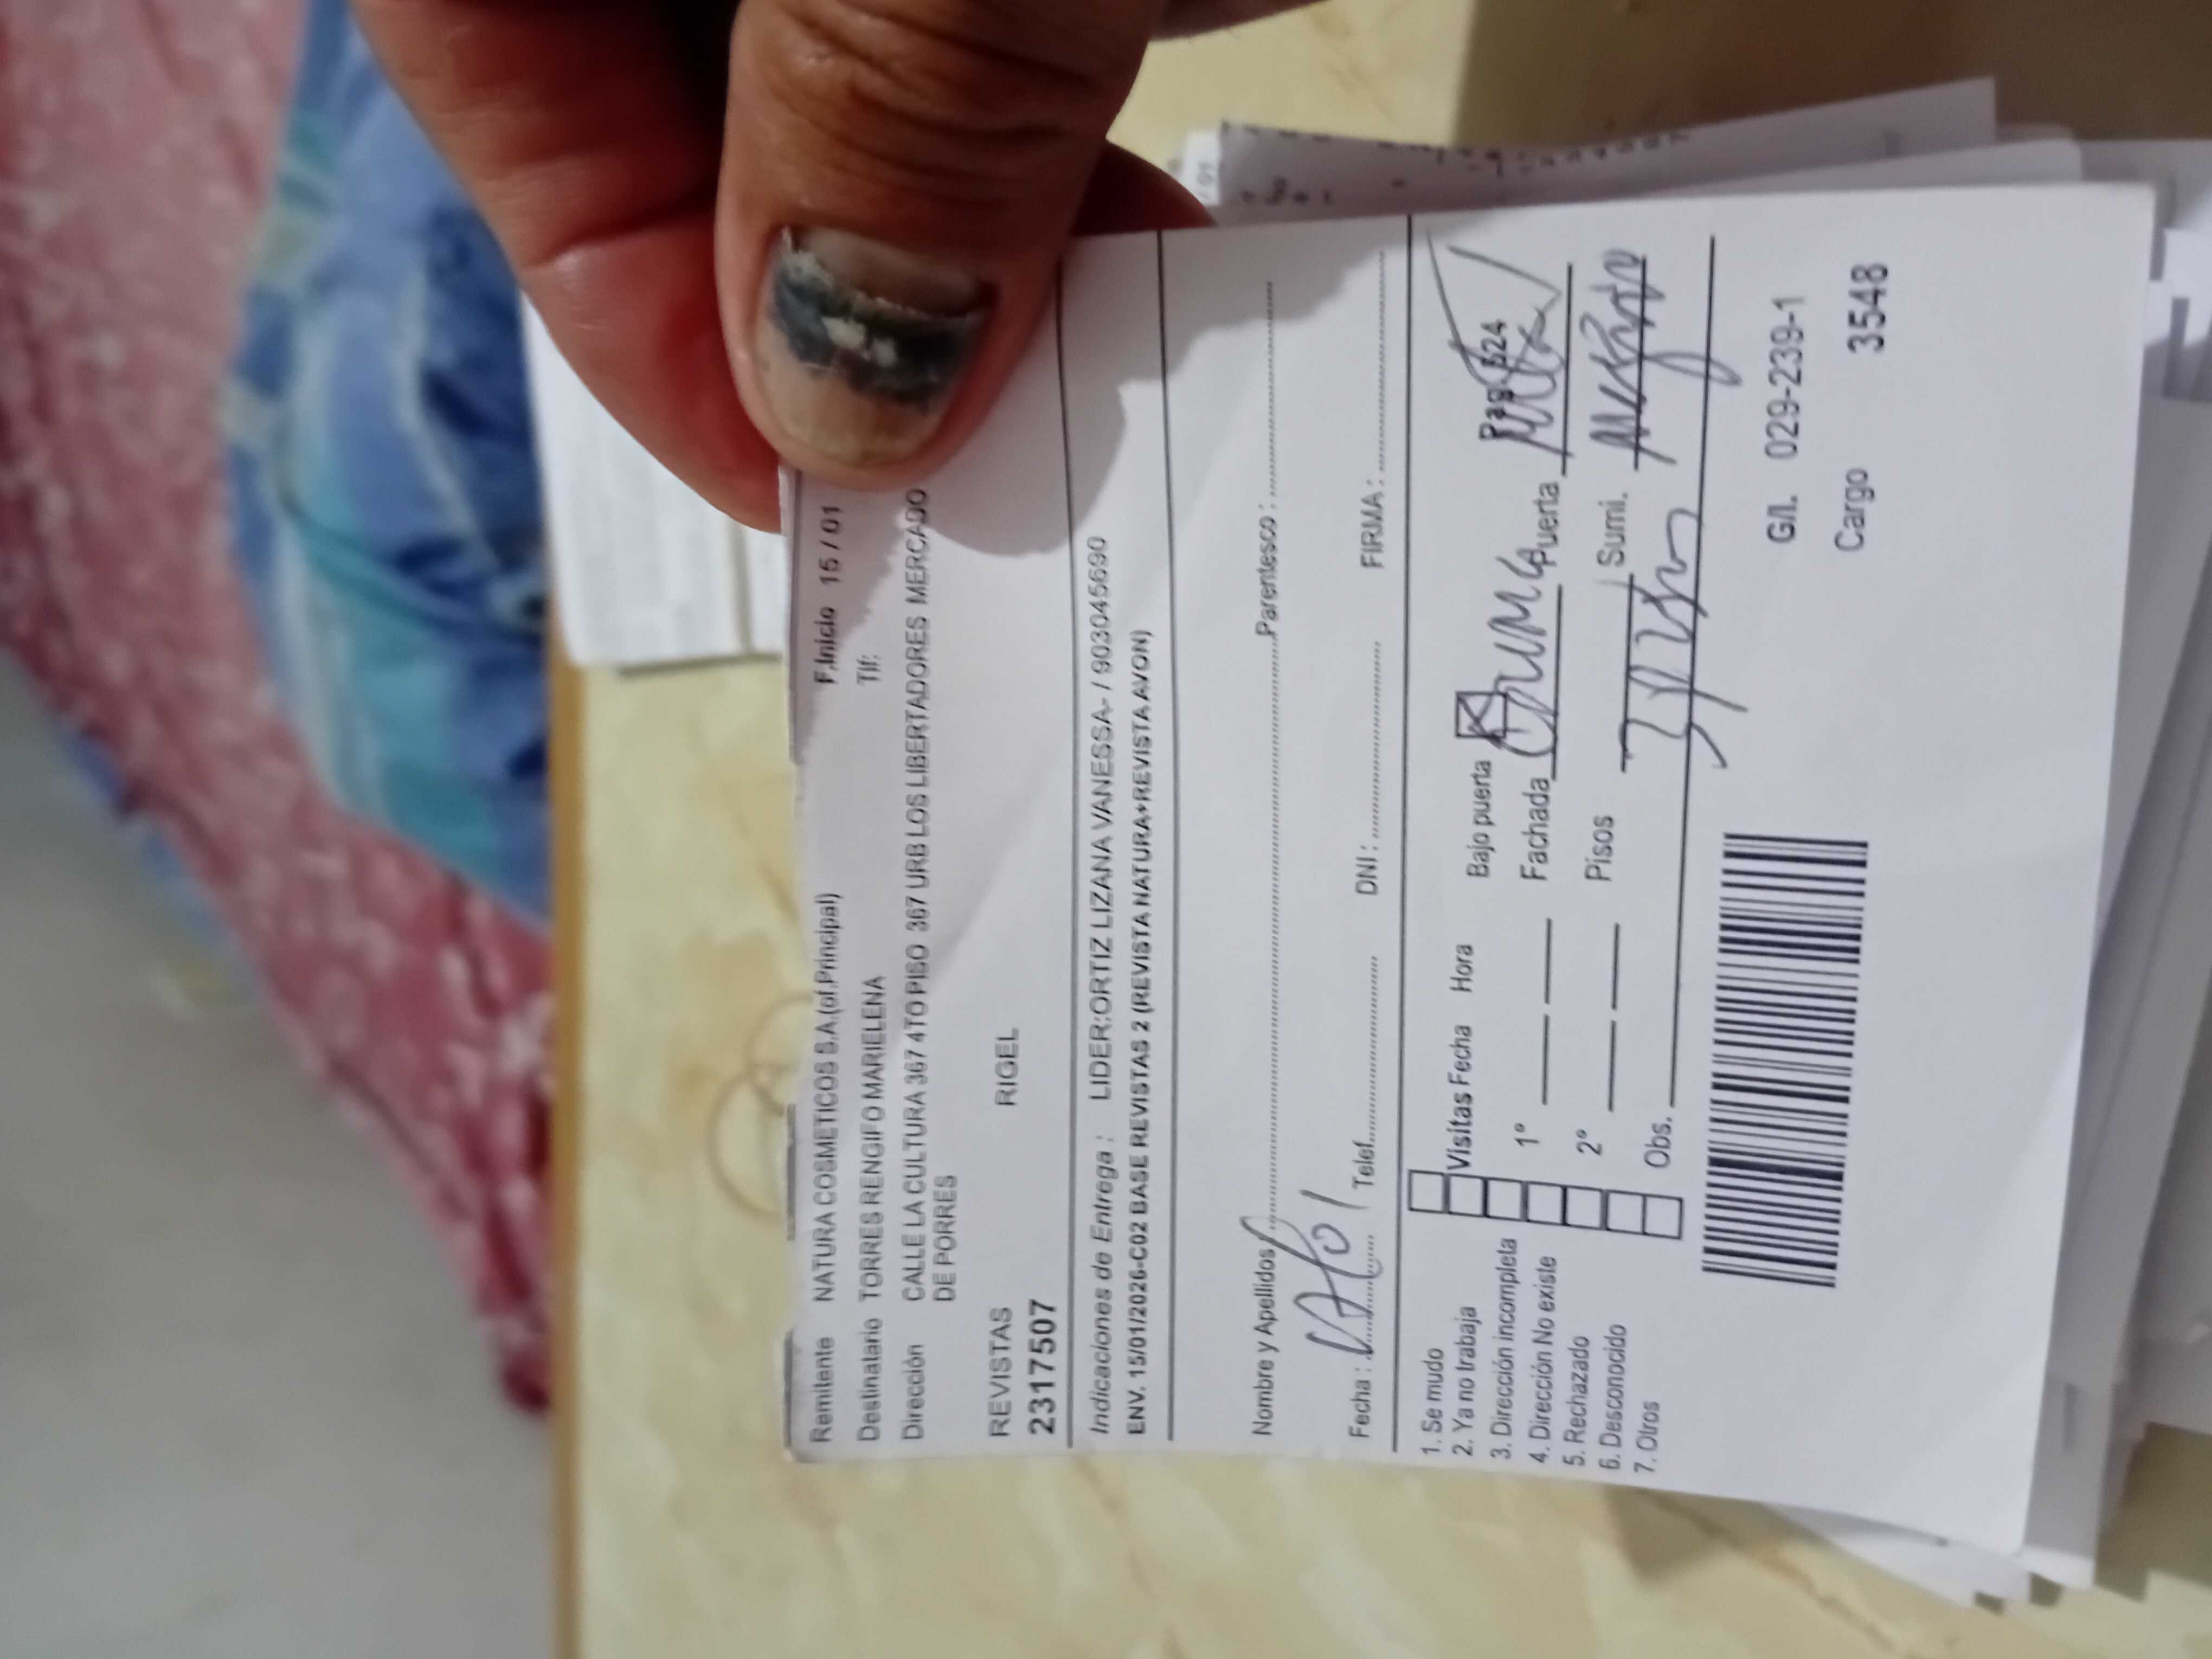 Remitente NATURA COSMETICOS S.A.(of.Principal) F.Inicio 15 / 01
Destinatario TORRES RENGIFO MARIELENA Tlf:
Dirección CALLE LA CULTURA 367 4TO PISO 367 URB LOS LIBERTADORES MERCADO
DE PORRES
REVISTAS RIGEL
2317507
Indicaciones de Entrega : LIDER:ORTIZ LIZANA VANESSA- / 903045690
ENV. 15/01/2026-C02 BASE REVISTAS 2 (REVISTA NATURA+REVISTA AVON)
Nombre y Apellidos Parentesco :
Fecha : Telef. DNI : FIRMA :
1. Se mudo
2. Ya no trabaja Visitas Fecha Hora Bajo puerta Pag. 624
3. Dirección incompleta 1° Fachada Puerta
4. Dirección No existe
5. Rechazado 2° Pisos Sumi.
6. Desconocido
7. Otros Obs.
G/l. 029-239-1
Cargo 3548